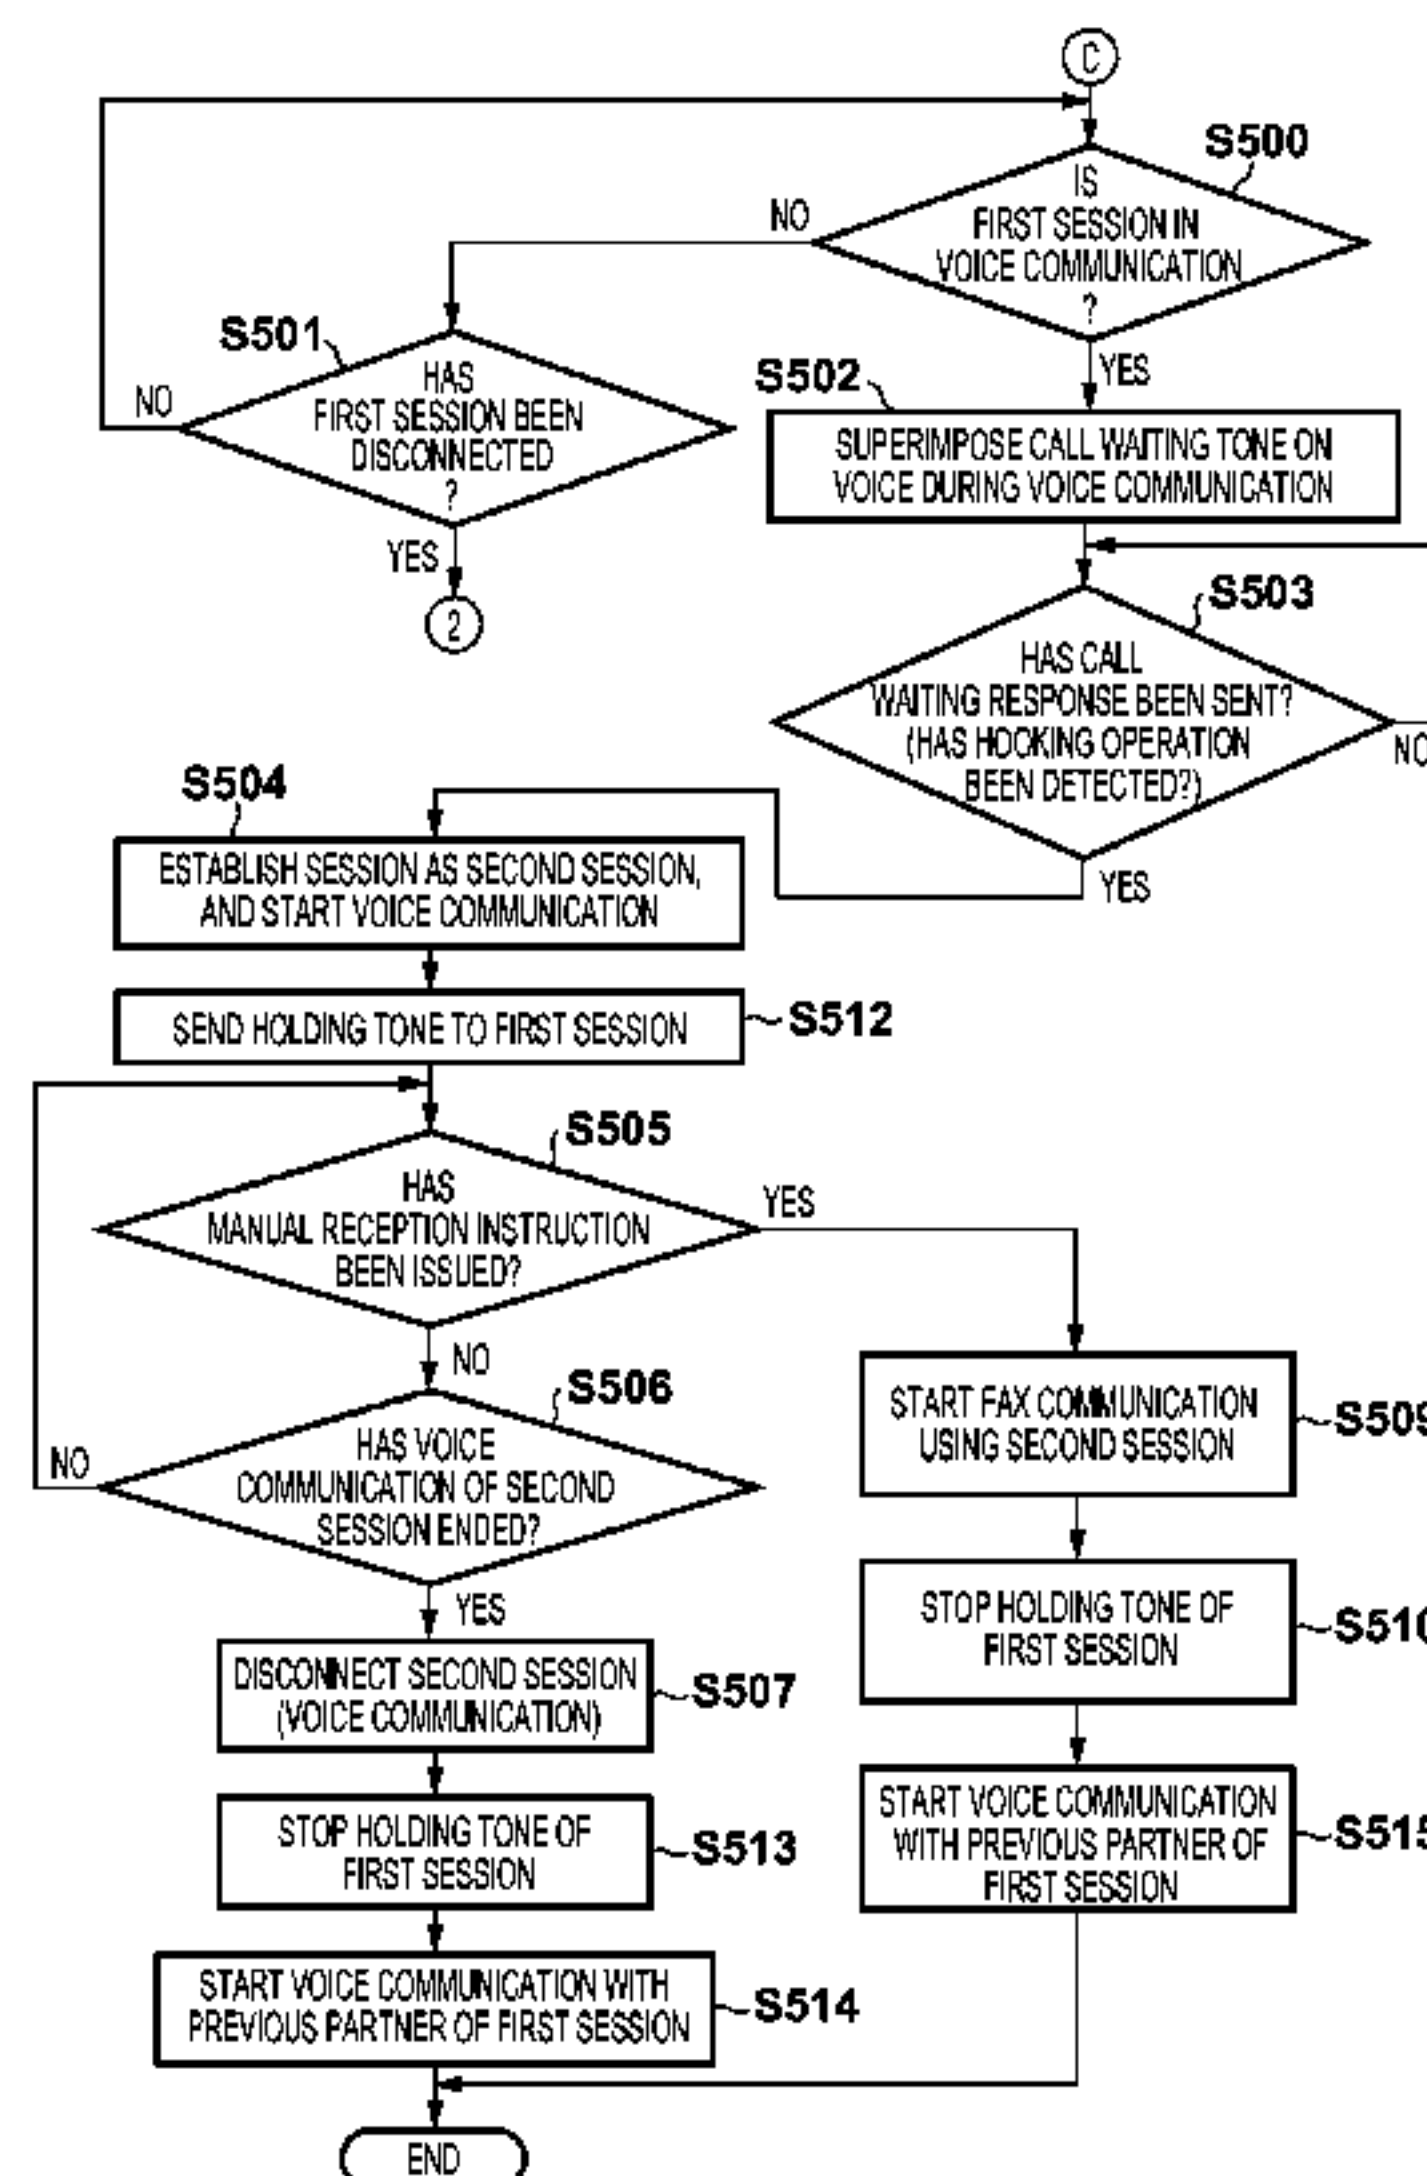 C
S500
IS
FIRST SESSION IN
VOICE COMMUNICATION
?
NO
YES
S501
HAS
FIRST SESSION BEEN
DISCONNECTED
?
NO
YES
2
S502
SUPERIMPOSE CALL WAITING TONE ON
VOICE DURING VOICE COMMUNICATION
S503
HAS CALL
WAITING RESPONSE BEEN SENT?
(HAS HOOKING OPERATION
BEEN DETECTED?)
NO
YES
S504
ESTABLISH SESSION AS SECOND SESSION,
AND START VOICE COMMUNICATION
SEND HOLDING TONE TO FIRST SESSION
S512
S505
HAS
MANUAL RECEPTION INSTRUCTION
BEEN ISSUED?
YES
NO
S506
HAS VOICE
COMMUNICATION OF SECOND
SESSION ENDED?
NO
YES
DISCONNECT SECOND SESSION
(VOICE COMMUNICATION)
S507
STOP HOLDING TONE OF
FIRST SESSION
S513
START VOICE COMMUNICATION WITH
PREVIOUS PARTNER OF FIRST SESSION
S514
START FAX COMMUNICATION
USING SECOND SESSION
S509
STOP HOLDING TONE OF
FIRST SESSION
S510
START VOICE COMMUNICATION
WITH PREVIOUS PARTNER OF
FIRST SESSION
S515
END